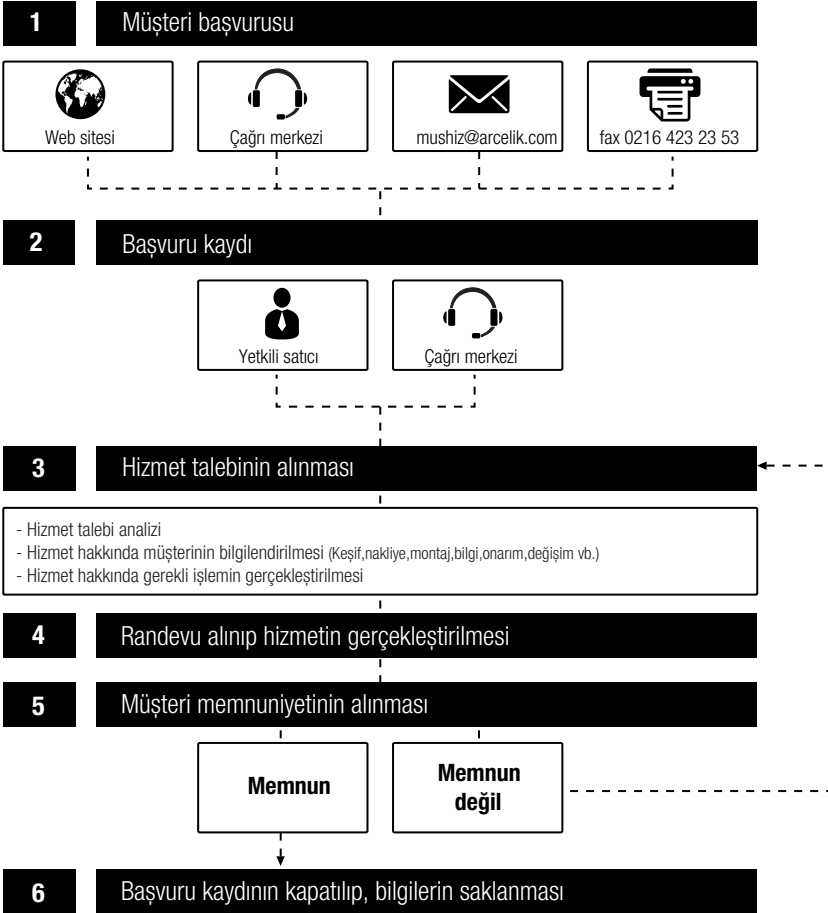 1 Müşteri başvurusu
Web sitesi
Çağrı merkezi
mushiz@arcelik.com
fax 0216 423 23 53
2 Başvuru kaydı
Yetkili satıcı
Çağrı merkezi
3 Hizmet talebinin alınması
- Hizmet talebi analizi
- Hizmet hakkında müşterinin bilgilendirilmesi (Keşif,nakliye,montaj,bilgi,onarım,değişim vb.)
- Hizmet hakkında gerekli işlemin gerçekleştirilmesi
4 Randevu alınıp hizmetin gerçekleştirilmesi
5 Müşteri memnuniyetinin alınması
Memnun
Memnun
değil
6 Başvuru kaydının kapatılıp, bilgilerin saklanması